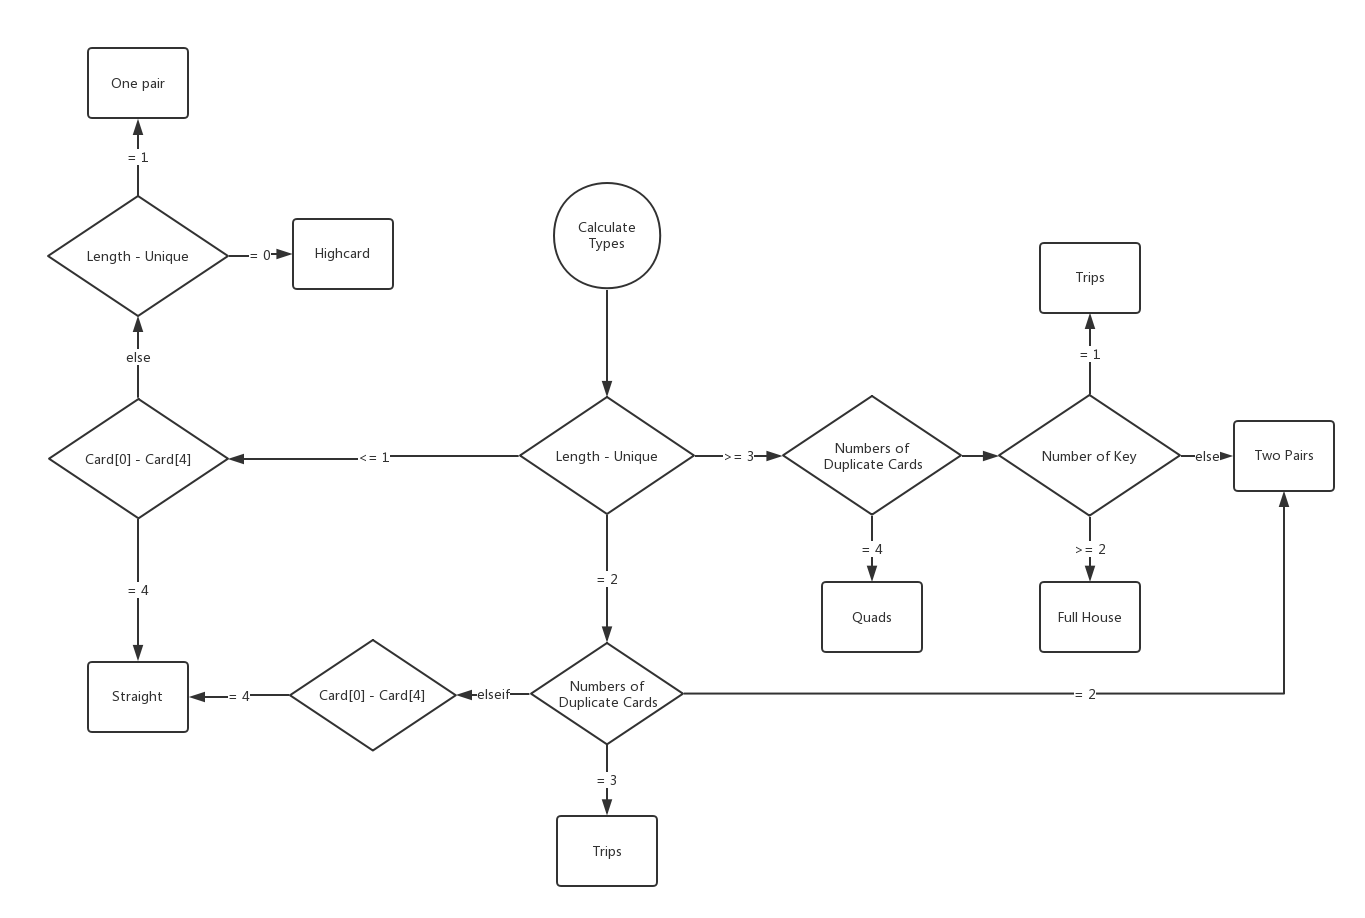 One pair
= 1
Length - Unique
= 0
Highcard
Calculate
Types
Trips
= 1
else
Card[0] - Card[4]
<= 1
Length - Unique
>= 3
Numbers of
Duplicate Cards
Number of Key
else
Two Pairs
= 4
= 2
= 4
>= 2
Quads
Full House
Straight
= 4
Card[0] - Card[4]
elseif
Numbers of
Duplicate Cards
= 2
= 3
Trips